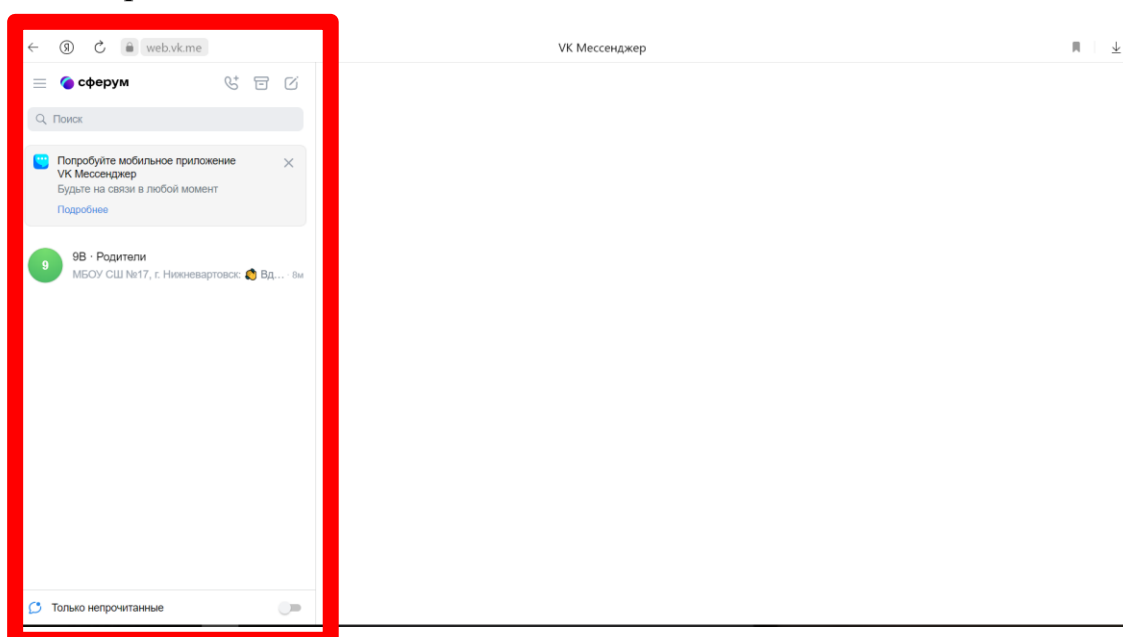 web.vk.me
VK Мессенджер
сферум
Поиск
Попробуйте мобильное приложение
VK Мессенджер
Будьте на связи в любой момент
Подробнее
9
9В · Родители
МБОУ СШ №17, г. Нижневартовск: Вд... · 8м
Только непрочитанные